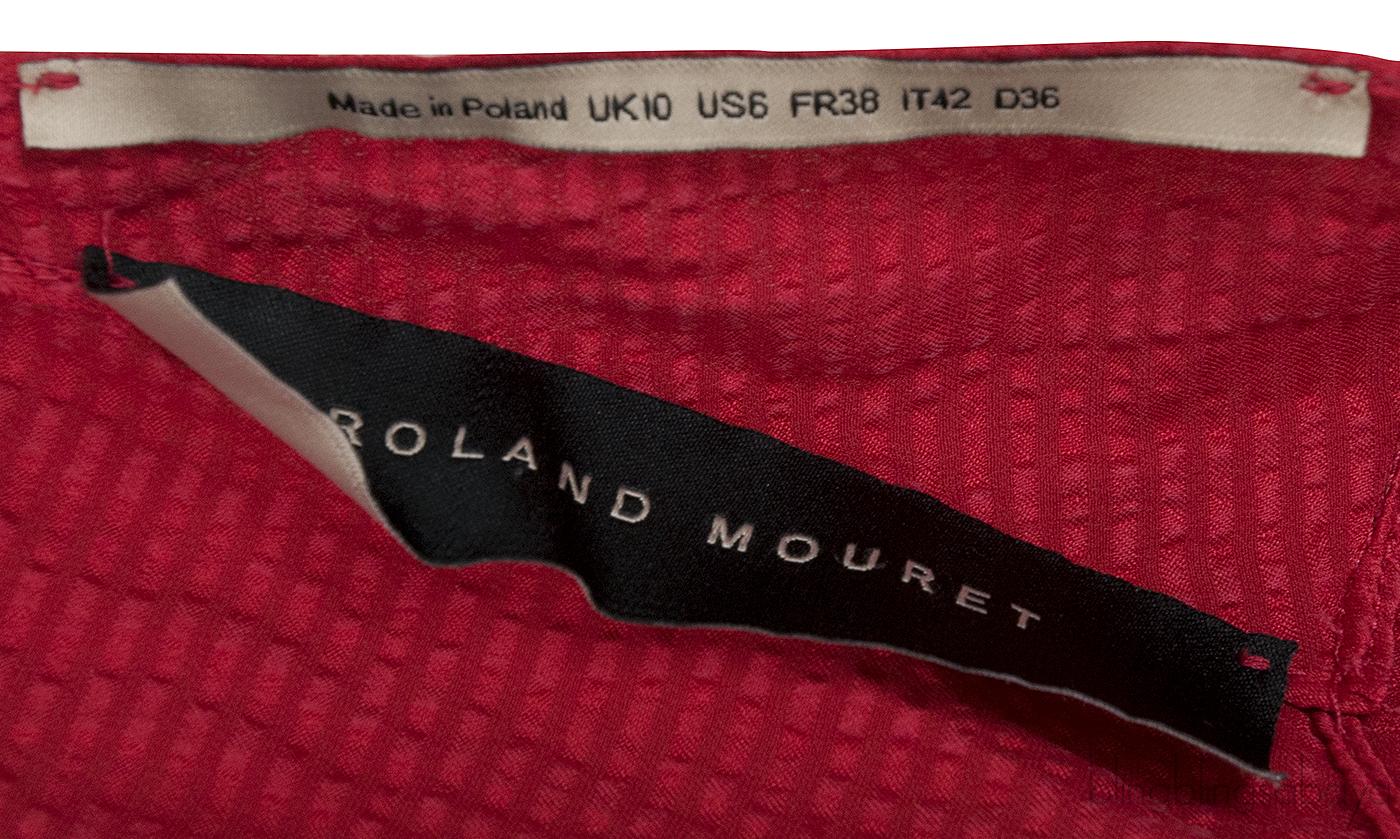 Made in Poland UK10 US6 FR38 IT42 D36
ROLAND MOURET